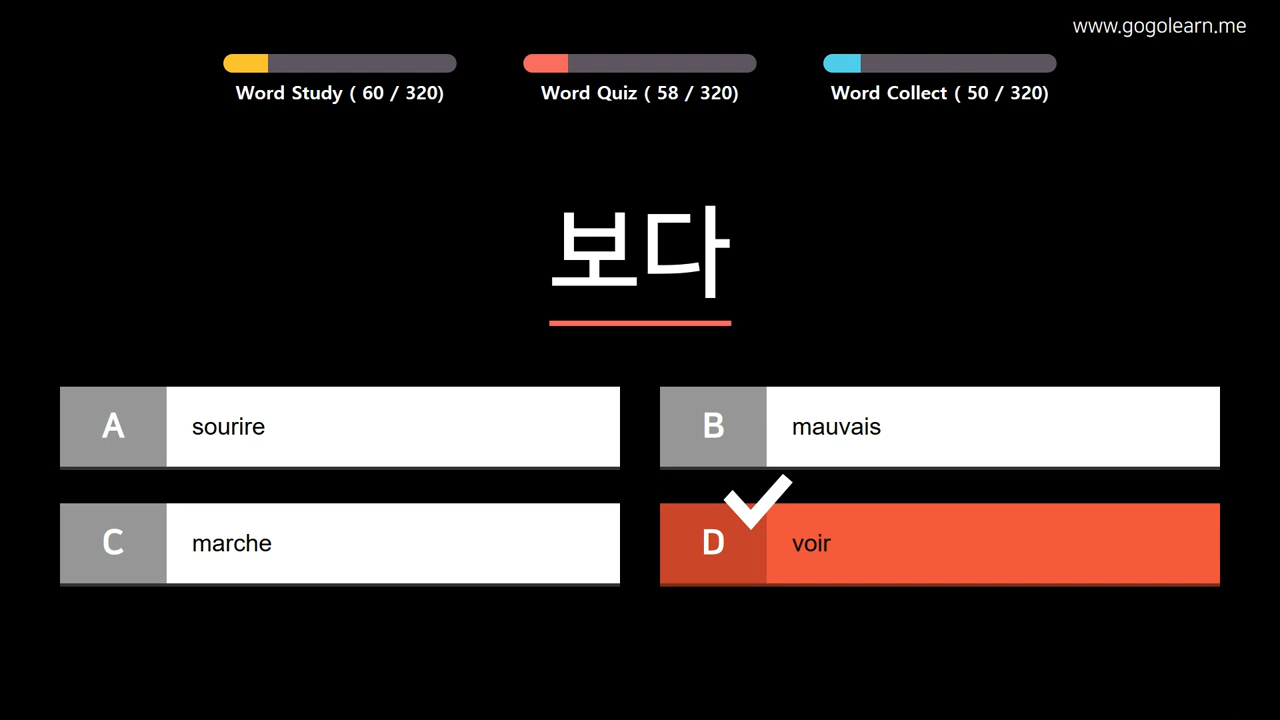 www.gogolearn.me
Word Study ( 60 / 320)
Word Quiz ( 58 / 320)
Word Collect ( 50 / 320)
보다
A sourire
B mauvais
C marche
D voir